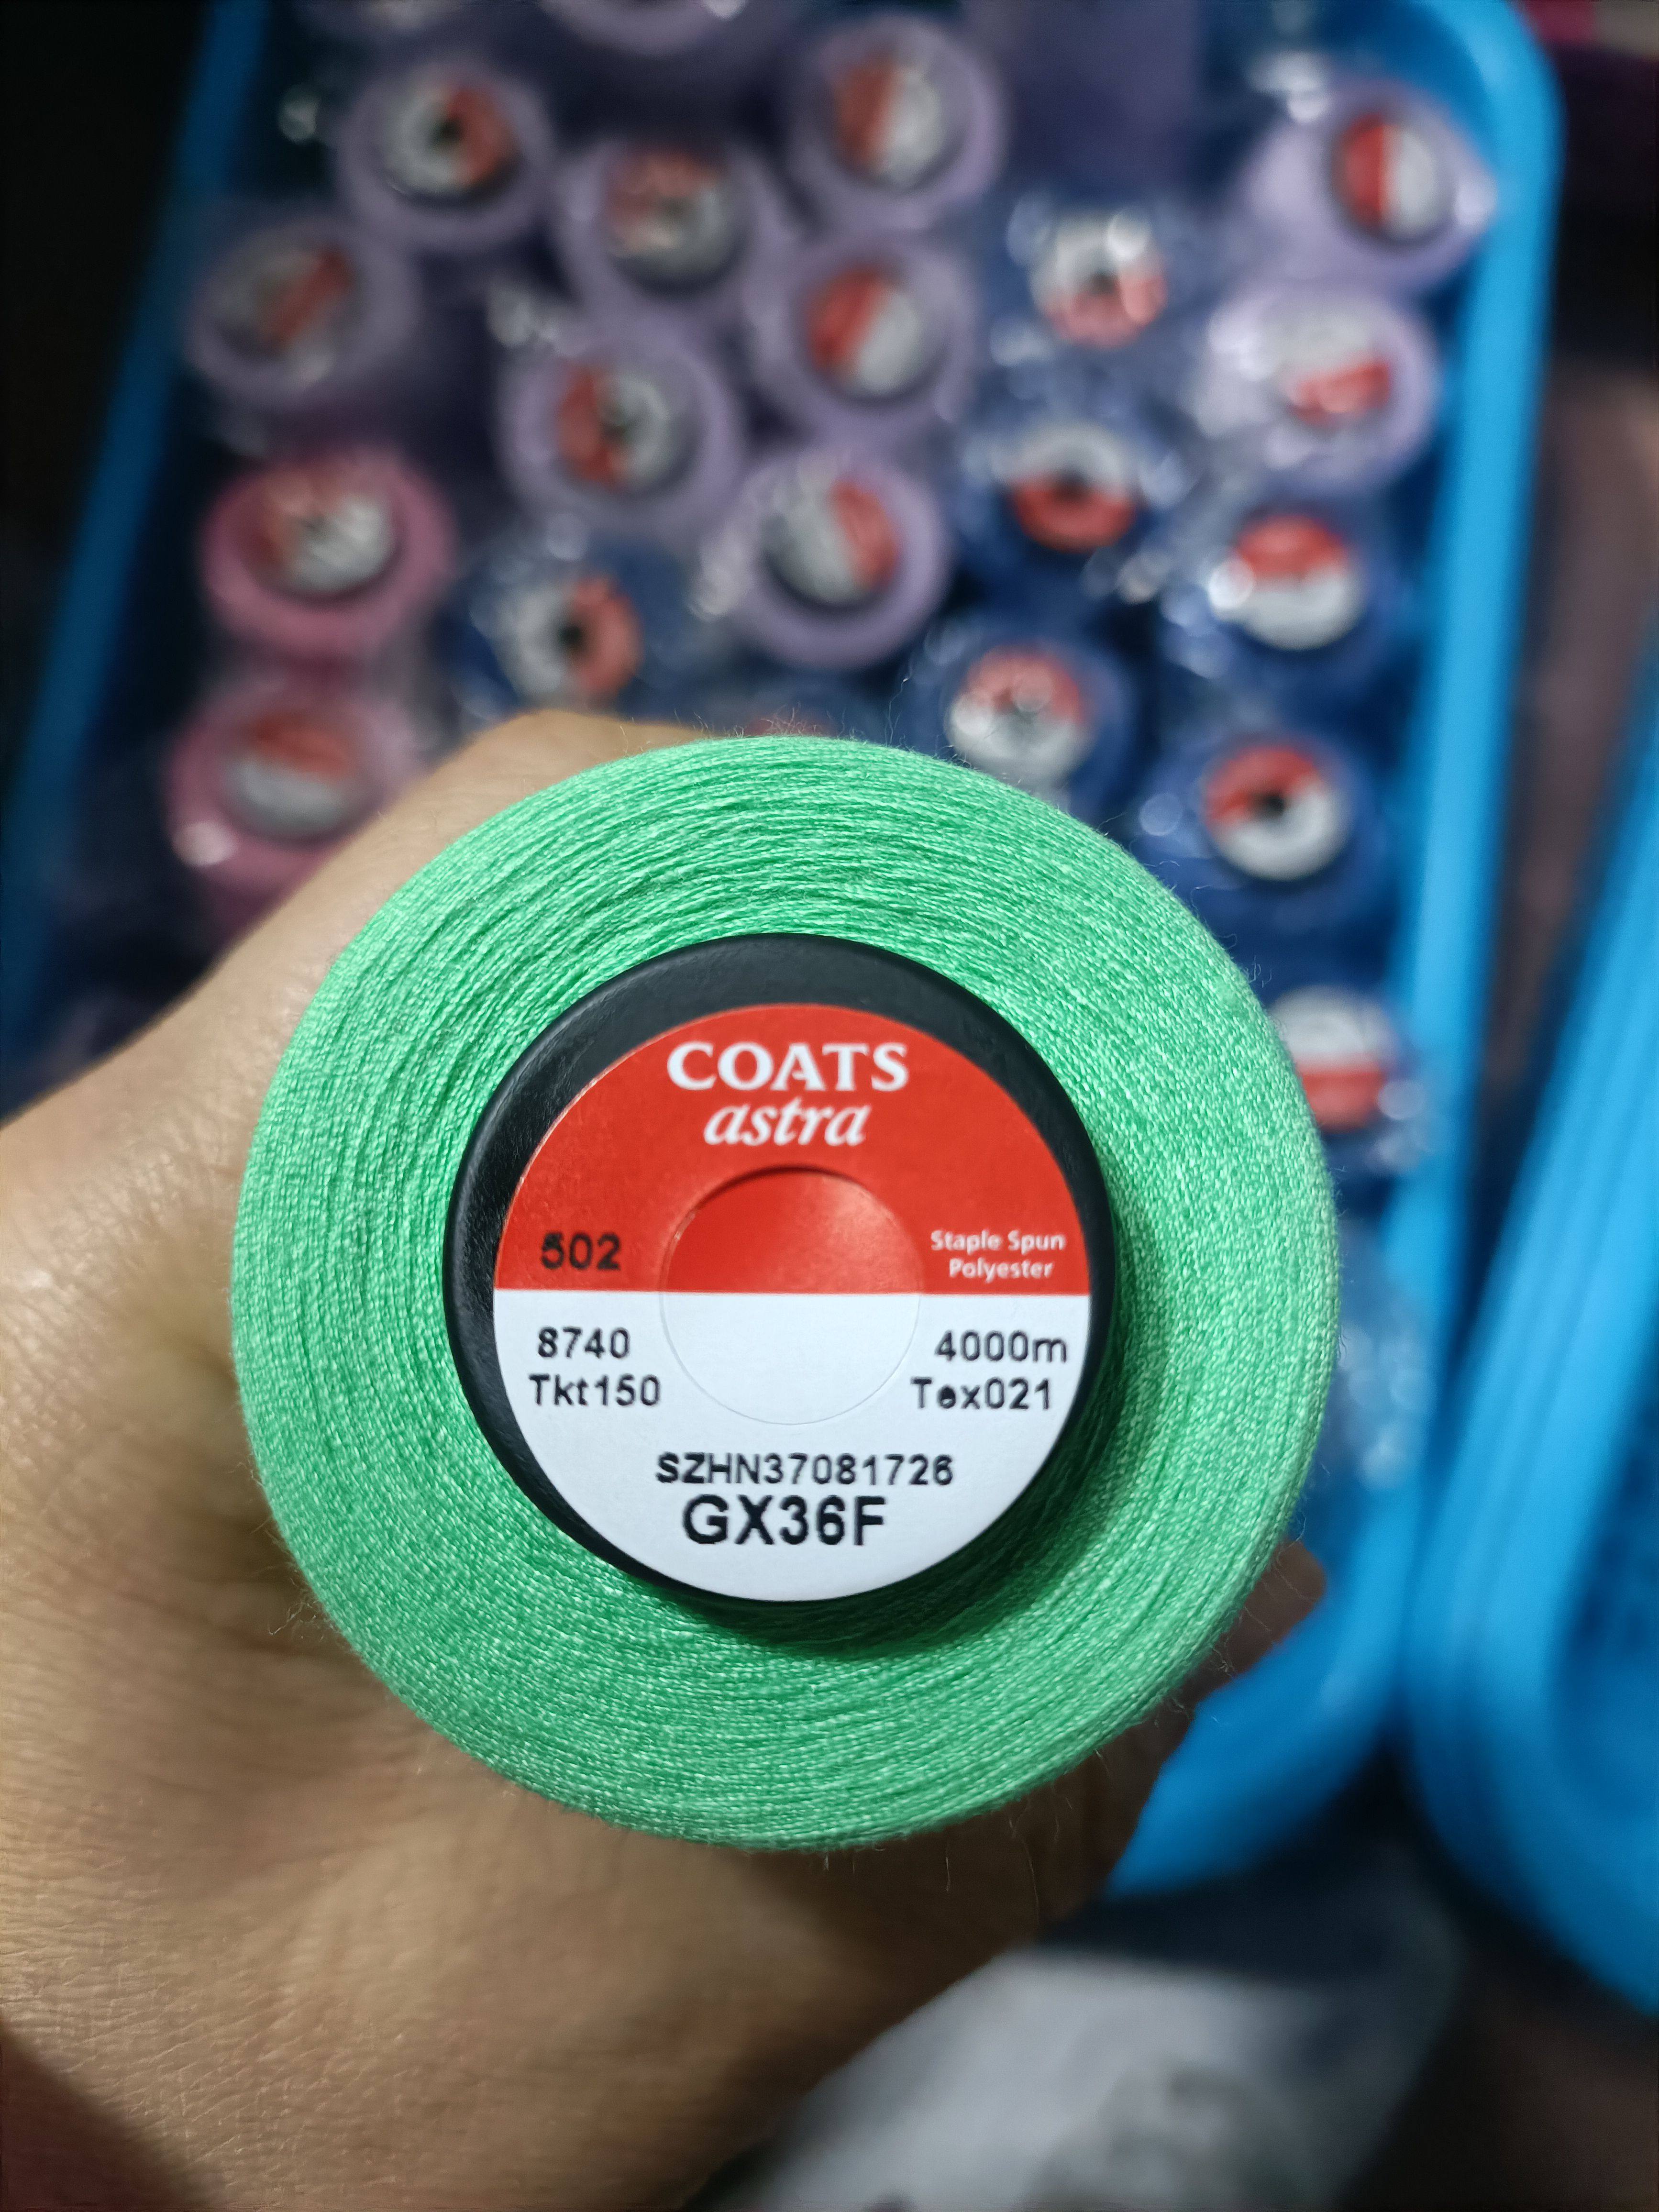 COATS
astra
502
Staple Spun
Polyester
8740
4000m
Tkt150
Tex021
SZHN37081726
GX36F